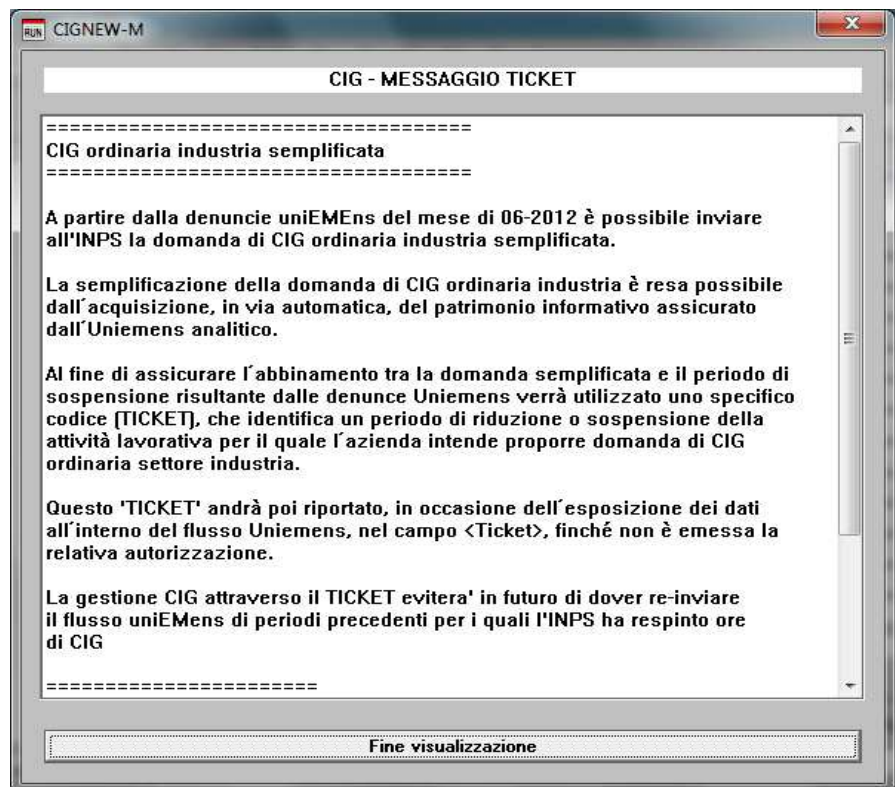 RUN CIGNEW-M
CIG - MESSAGGIO TICKET
===================================
CIG ordinaria industria semplificata
===================================
A partire dalla denuncie uniEMEns del mese di 06-2012 è possibile inviare
all'INPS la domanda di CIG ordinaria industria semplificata.
La semplificazione della domanda di CIG ordinaria industria è resa possibile
dall´acquisizione, in via automatica, del patrimonio informativo assicurato
dall´Uniemens analitico.
Al fine di assicurare l´abbinamento tra la domanda semplificata e il periodo di
sospensione risultante dalle denunce Uniemens verrà utilizzato uno specifico
codice (TICKET), che identifica un periodo di riduzione o sospensione della
attività lavorativa per il quale l´azienda intende proporre domanda di CIG
ordinaria settore industria.
Questo 'TICKET' andrà poi riportato, in occasione dell´esposizione dei dati
all´interno del flusso Uniemens, nel campo <Ticket>, finché non è emessa la
relativa autorizzazione.
La gestione CIG attraverso il TICKET evitera' in futuro di dover re-inviare
il flusso uniEMens di periodi precedenti per i quali l'INPS ha respinto ore
di CIG
======================
Fine visualizzazione